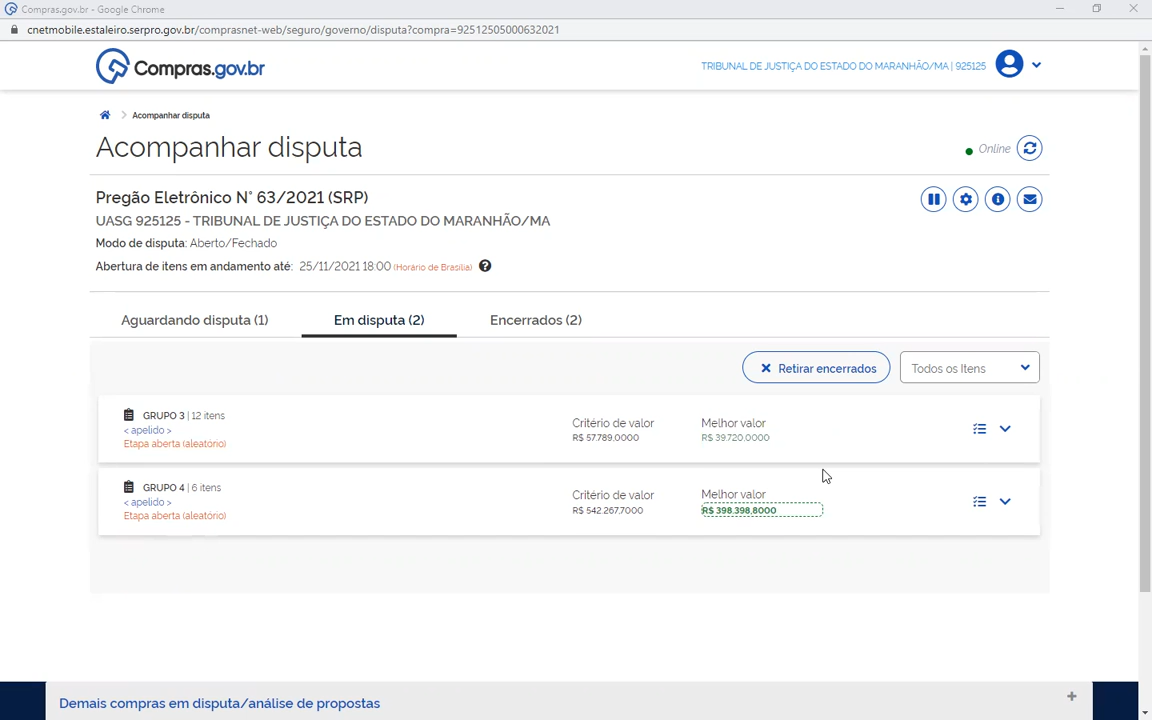 Compras.gov.br - Google Chrome
cnetmobile.estaleiro.serpro.gov.br/comprasnet-web/seguro/governo/disputa?compra=92512505000632021
Compras.gov.br
TRIBUNAL DE JUSTIÇA DO ESTADO DO MARANHÃO/MA | 925125
Acompanhar disputa
Acompanhar disputa
Online
Pregão Eletrônico N° 63/2021 (SRP)
UASG 925125 - TRIBUNAL DE JUSTIÇA DO ESTADO DO MARANHÃO/MA
Modo de disputa: Aberto/Fechado
Abertura de itens em andamento até: 25/11/2021 18:00 (Horário de Brasília)
Aguardando disputa (1) Em disputa (2) Encerrados (2)
Retirar encerrados Todos os Itens
GRUPO 3 | 12 itens
< apelido >
Etapa aberta (aleatório)
Critério de valor
R$ 57.789,0000
Melhor valor
R$ 39.720,0000
GRUPO 4 | 6 itens
< apelido >
Etapa aberta (aleatório)
Critério de valor
R$ 542.267,7000
Melhor valor
R$ 398.398,8000
Demais compras em disputa/análise de propostas